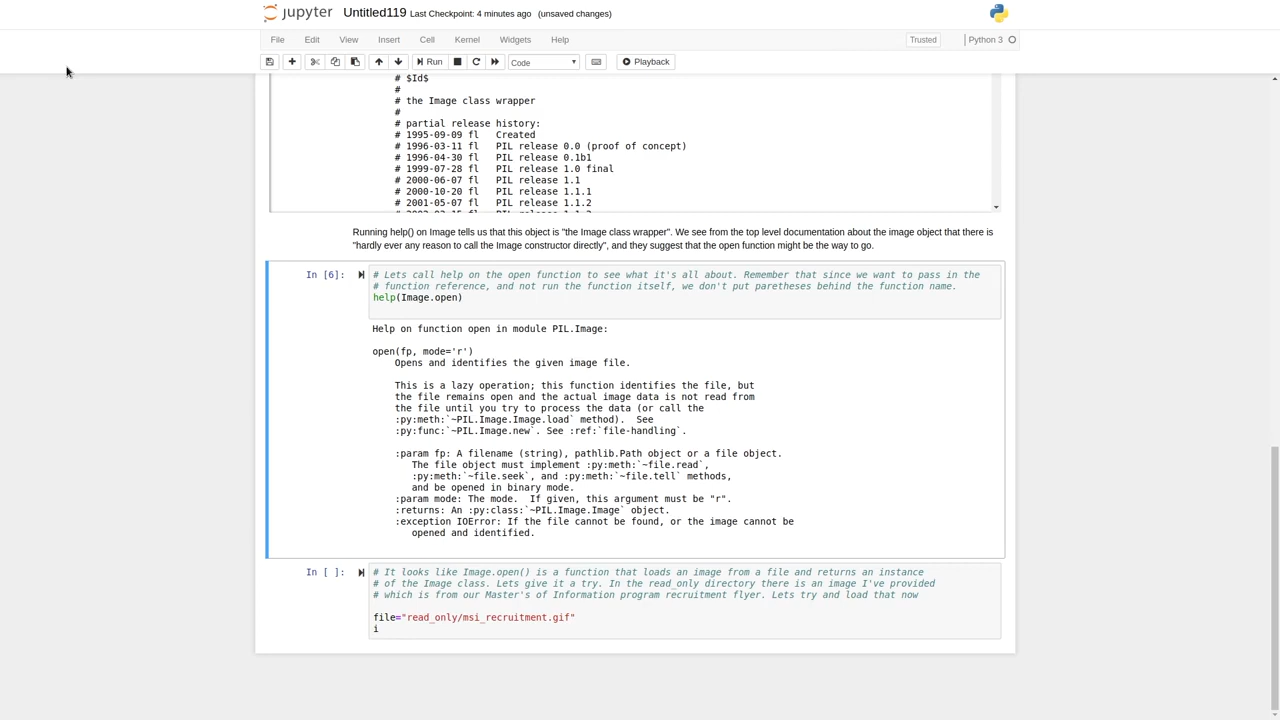 jupyter Untitled119 Last Checkpoint: 4 minutes ago (unsaved changes)
File Edit View Insert Cell Kernel Widgets Help Trusted Python 3
Run Code Playback
# $Id$
#
# the Image class wrapper
#
# partial release history:
# 1995-09-09 fl   Created
# 1996-03-11 fl   PIL release 0.0 (proof of concept)
# 1996-04-30 fl   PIL release 0.1b1
# 1999-07-28 fl   PIL release 1.0 final
# 2000-06-07 fl   PIL release 1.1
# 2000-10-20 fl   PIL release 1.1.1
# 2001-05-07 fl   PIL release 1.1.2
Running help() on Image tells us that this object is "the Image class wrapper". We see from the top level documentation about the image object that there is
"hardly ever any reason to call the Image constructor directly", and they suggest that the open function might be the way to go.
In [6]: # Lets call help on the open function to see what it's all about. Remember that since we want to pass in the
# function reference, and not run the function itself, we don't put paretheses behind the function name.
help(Image.open)
Help on function open in module PIL.Image:
open(fp, mode='r')
Opens and identifies the given image file.
This is a lazy operation; this function identifies the file, but
the file remains open and the actual image data is not read from
the file until you try to process the data (or call the
:py:meth:`~PIL.Image.Image.load` method).  See
:py:func:`~PIL.Image.new`. See :ref:`file-handling`.
:param fp: A filename (string), pathlib.Path object or a file object.
The file object must implement :py:meth:`~file.read`,
:py:meth:`~file.seek`, and :py:meth:`~file.tell` methods,
and be opened in binary mode.
:param mode: The mode.  If given, this argument must be "r".
:returns: An :py:class:`~PIL.Image.Image` object.
:exception IOError: If the file cannot be found, or the image cannot be
opened and identified.
In [ ]: # It looks like Image.open() is a function that loads an image from a file and returns an instance
# of the Image class. Lets give it a try. In the read_only directory there is an image I've provided
# which is from our Master's of Information program recruitment flyer. Lets try and load that now
file="read_only/msi_recruitment.gif"
i